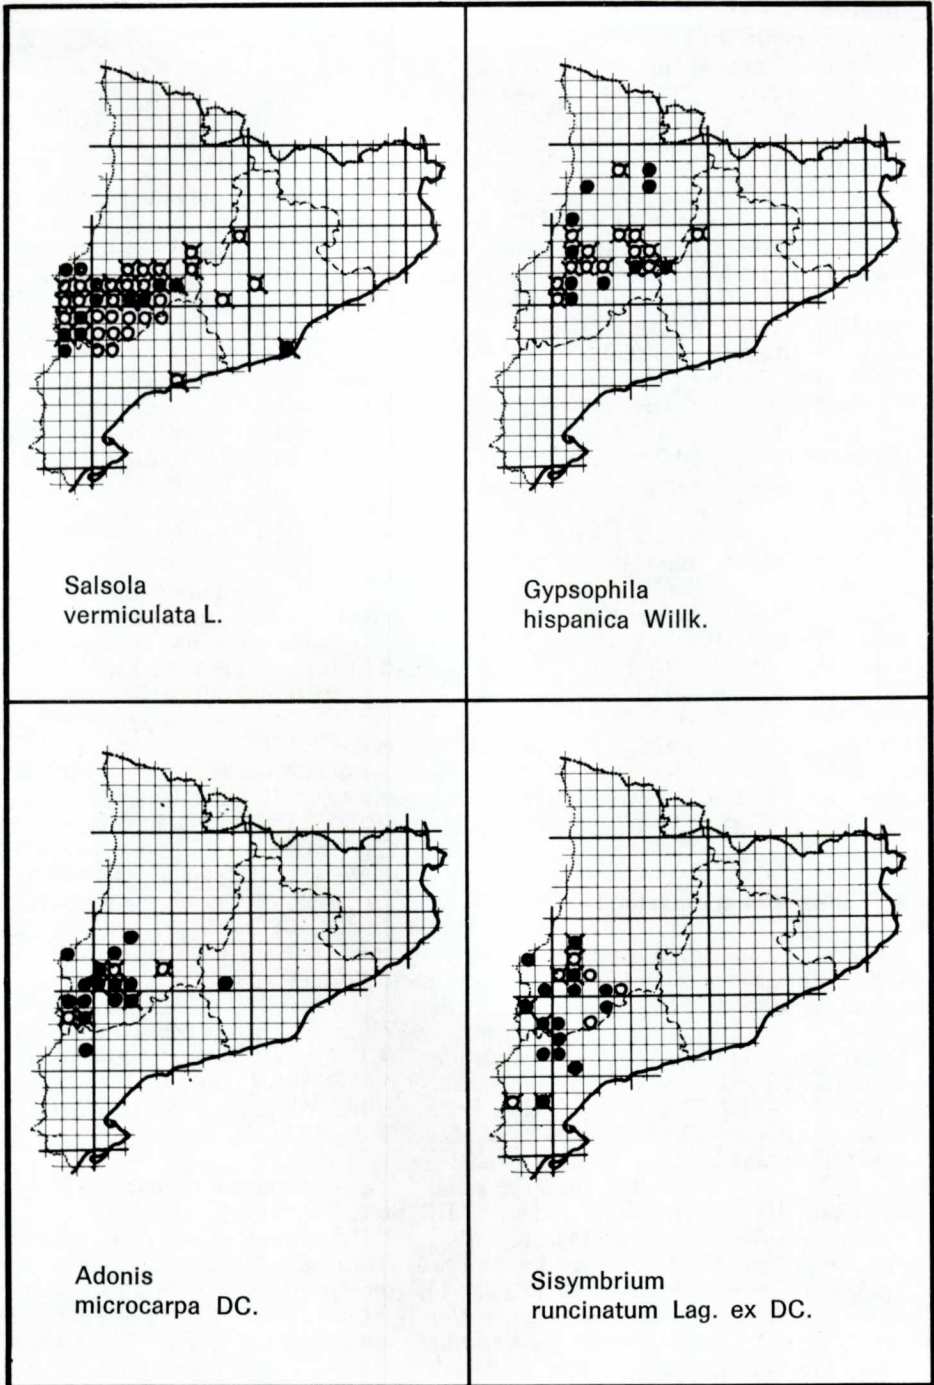 Salsola
vermiculata L.
Gypsophila
hispanica Willk.
Adonis
microcarpa DC.
Sisymbrium
runcinatum Lag. ex DC.